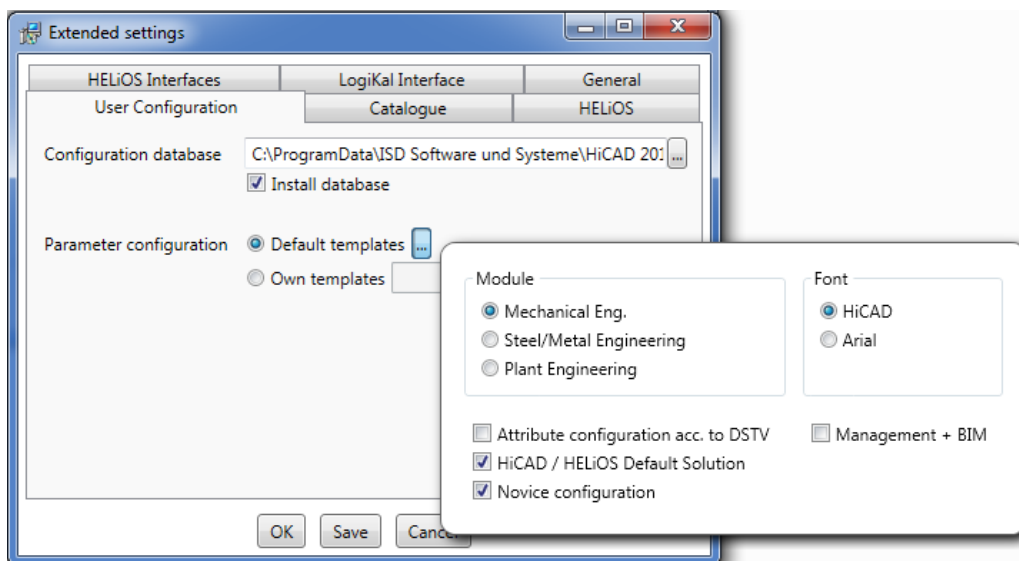 Extended settings
HELiOS Interfaces LogiKal Interface General
User Configuration Catalogue HELiOS
Configuration database C:\ProgramData\ISD Software und Systeme\HiCAD 201 ...
Install database
Parameter configuration Default templates ...
Own templates
Module
Mechanical Eng.
Steel/Metal Engineering
Plant Engineering
Font
HiCAD
Arial
Attribute configuration acc. to DSTV Management + BIM
HiCAD / HELiOS Default Solution
Novice configuration
OK Save Cancel